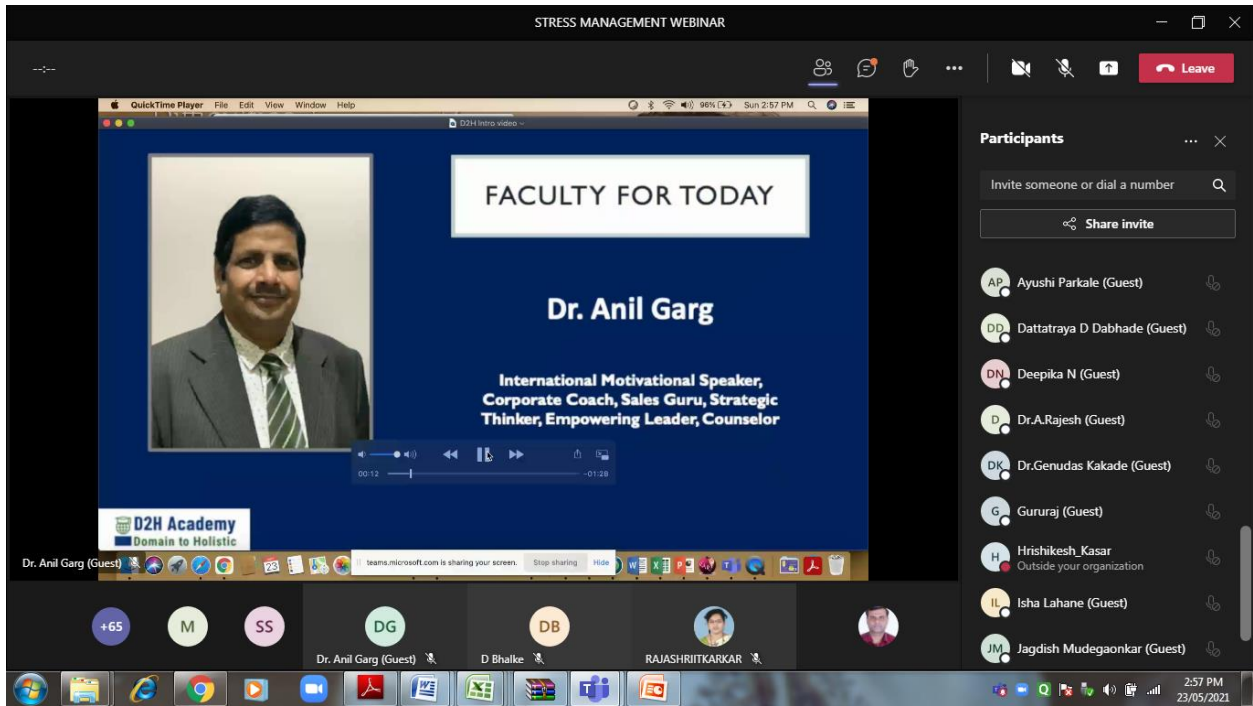 STRESS MANAGEMENT WEBINAR
--:--
Leave
QuickTime Player File Edit View Window Help
98% Sun 2:57 PM
D2H Intro video
FACULTY FOR TODAY
Dr. Anil Garg
International Motivational Speaker,
Corporate Coach, Sales Guru, Strategic
Thinker, Empowering Leader, Counselor
00:12
-01:28
D2H Academy
Domain to Holistic
Dr. Anil Garg (Guest)
23
teams.microsoft.com is sharing your screen. Stop sharing Hide
+65
M
SS
DG
DB
Dr. Anil Garg (Guest)
D Bhalke
RAJASHRIITKARKAR
Participants
Invite someone or dial a number
Share invite
AP Ayushi Parkale (Guest)
DD Dattatraya D Dabhade (Guest)
DN Deepika N (Guest)
D Dr.A.Rajesh (Guest)
DK Dr.Genudas Kakade (Guest)
G Gururaj (Guest)
H Hrishikesh_Kasar
Outside your organization
IL Isha Lahane (Guest)
JM Jagdish Mudegaonkar (Guest)
2:57 PM
23/05/2021